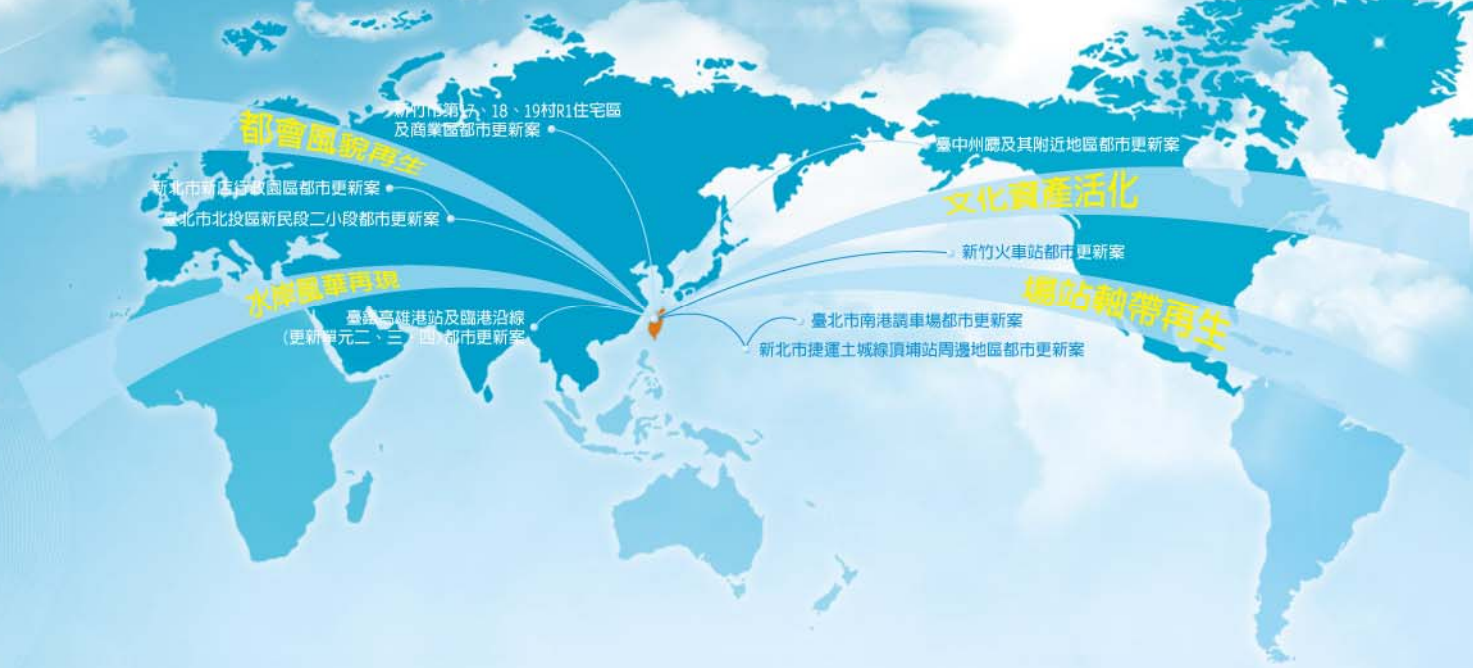 都會風貌再生
新竹市第17、18、19村R1住宅區
及商業區都市更新案
新北市新店行政園區都市更新案
臺北市北投區新民段二小段都市更新案
水岸風華再現
臺鐵高雄港站及臨港沿線
(更新單元二、三、四)都市更新案
臺中州廳及其附近地區都市更新案
文化資產活化
新竹火車站都市更新案
場站軸帶再生
臺北市南港調車場都市更新案
新北市捷運土城線頂埔站周邊地區都市更新案